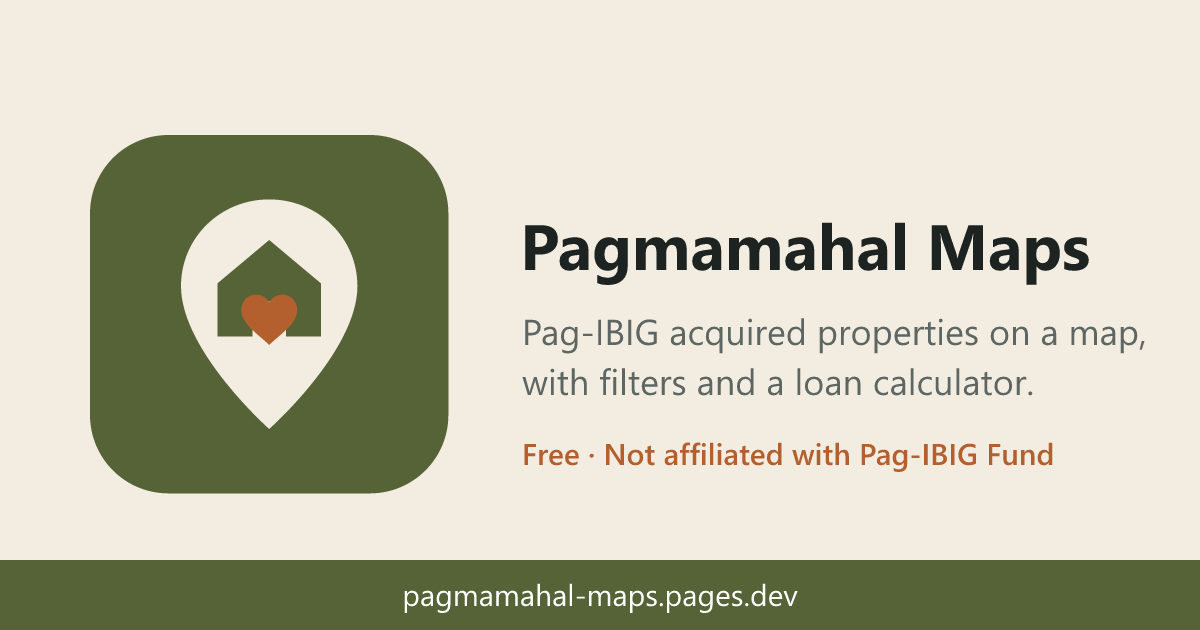 Pagmamahal Maps
Pag-IBIG acquired properties on a map,
with filters and a loan calculator.
Free · Not affiliated with Pag-IBIG Fund
pagmamahal-maps.pages.dev